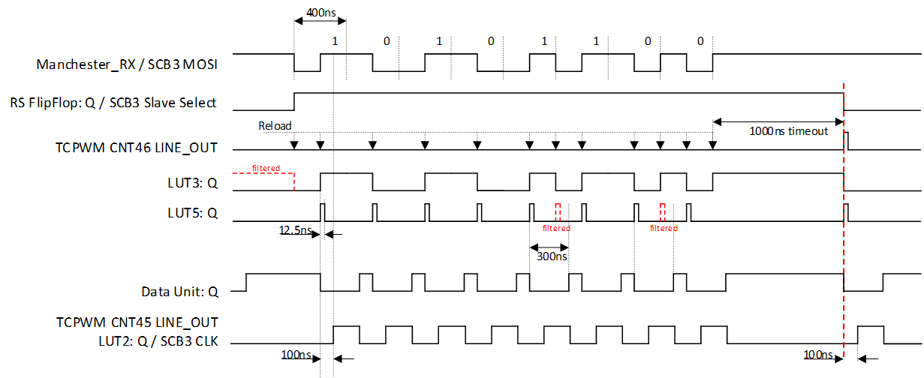 400ns
1 0 1 0 1 1 0 0
Manchester_RX / SCB3 MOSI
RS FlipFlop: Q / SCB3 Slave Select
Reload
1000ns timeout
TCPWM CNT46 LINE_OUT
filtered
LUT3: Q
LUT5: Q
filtered
filtered
12.5ns
300ns
Data Unit: Q
TCPWM CNT45 LINE_OUT
LUT2: Q / SCB3 CLK
100ns
100ns